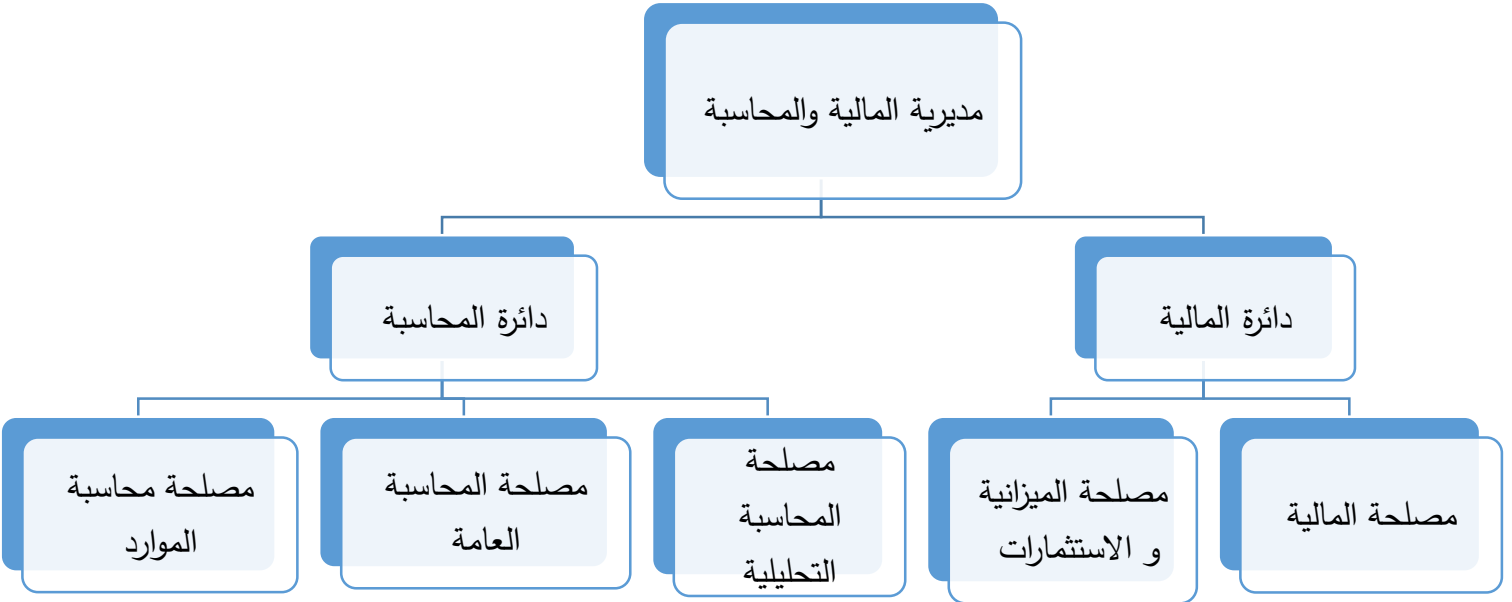 مديرية المالية والمحاسبة
دائرة المالية
دائرة المحاسبة
مصلحة المالية
مصلحة الميزانية
و الاستثمارات
مصلحة
المحاسبة
التحليلية
مصلحة المحاسبة
العامة
مصلحة محاسبة
الموارد